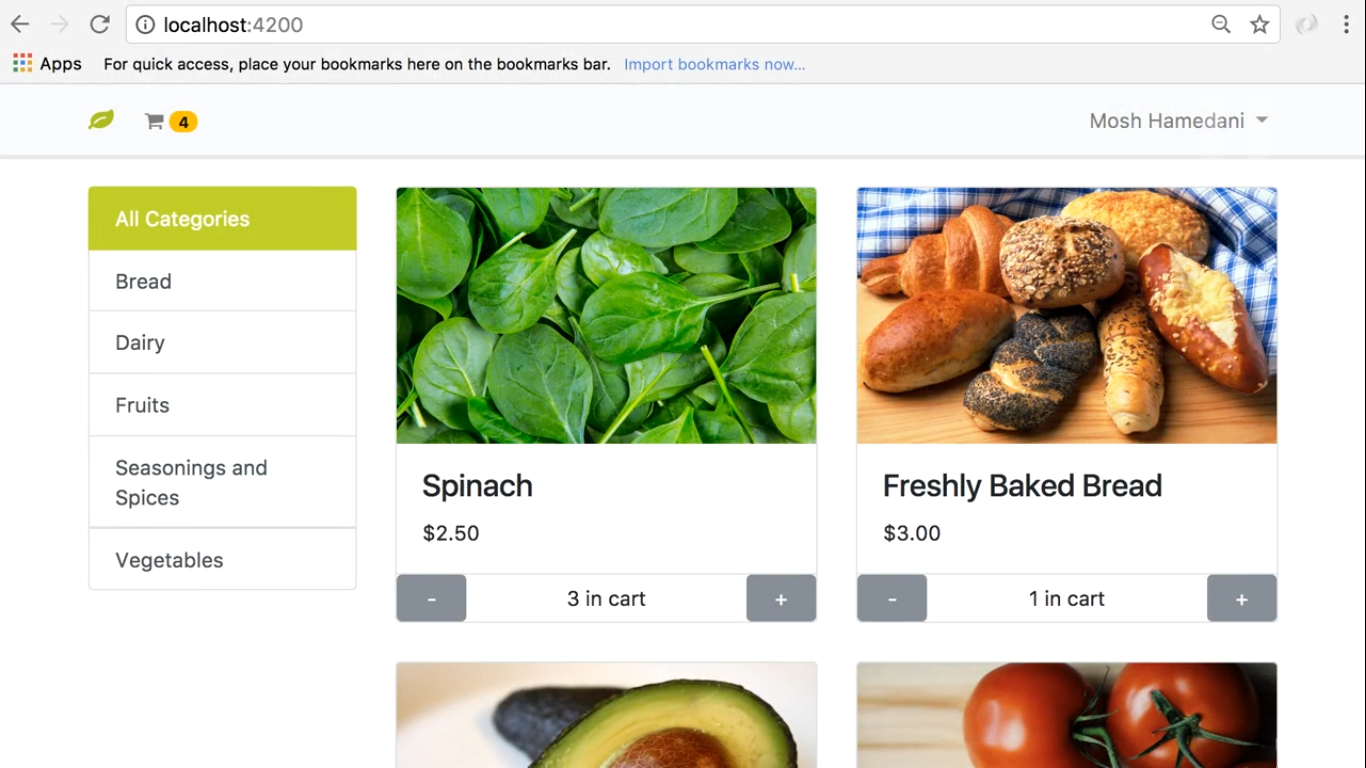 localhost:4200
Apps For quick access, place your bookmarks here on the bookmarks bar. Import bookmarks now...
4 Mosh Hamedani
All Categories
Bread
Dairy
Fruits
Seasonings and
Spices
Vegetables
Spinach
$2.50
- 3 in cart +
Freshly Baked Bread
$3.00
- 1 in cart +